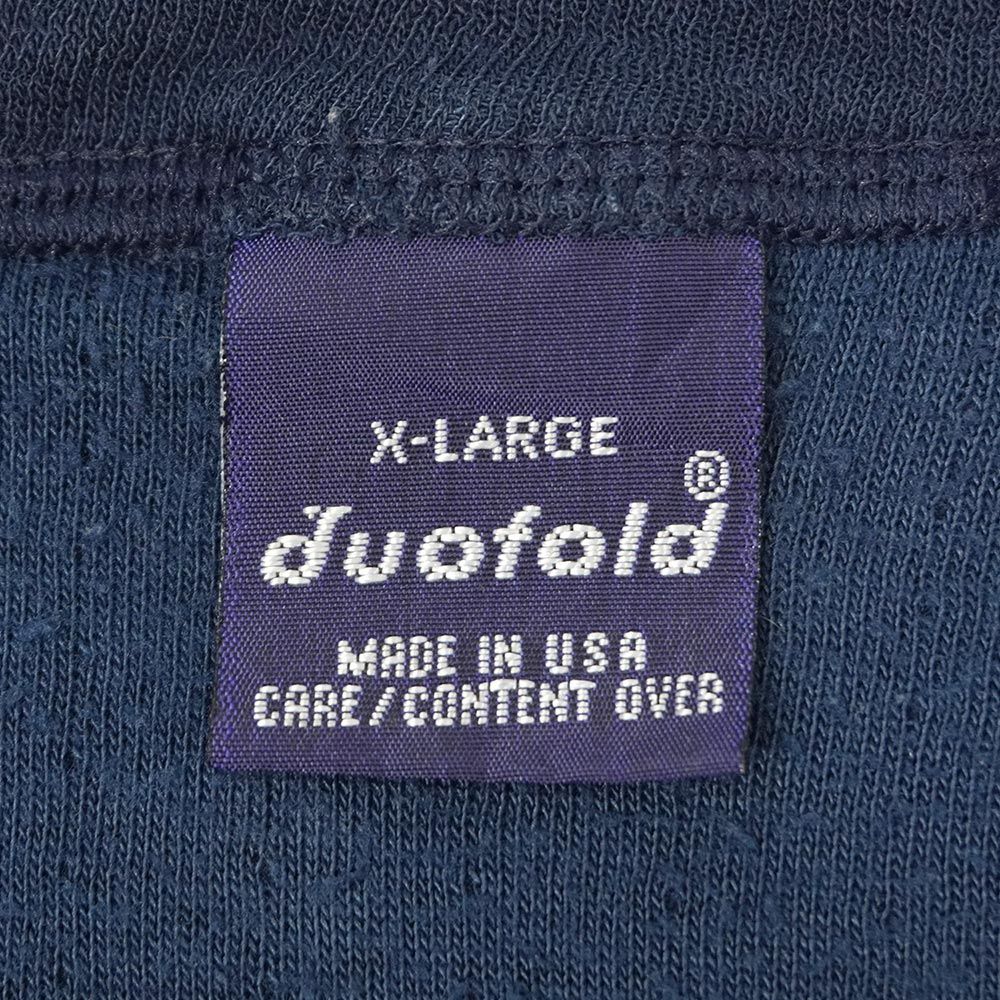 X-LARGE
duofold®
MADE IN USA
CARE/CONTENT OVER